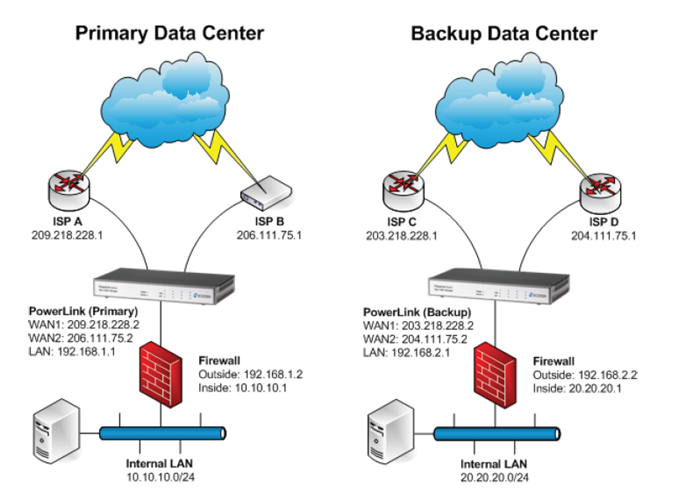 Primary Data Center
ISP A
209.218.228.1
ISP B
206.111.75.1
PowerLink (Primary)
WAN1: 209.218.228.2
WAN2: 206.111.75.2
LAN: 192.168.1.1
Firewall
Outside: 192.168.1.2
Inside: 10.10.10.1
Internal LAN
10.10.10.0/24
Backup Data Center
ISP C
203.218.228.1
ISP D
204.111.75.1
PowerLink (Backup)
WAN1: 203.218.228.2
WAN2: 204.111.75.2
LAN: 192.168.2.1
Firewall
Outside: 192.168.2.2
Inside: 20.20.20.1
Internal LAN
20.20.20.0/24